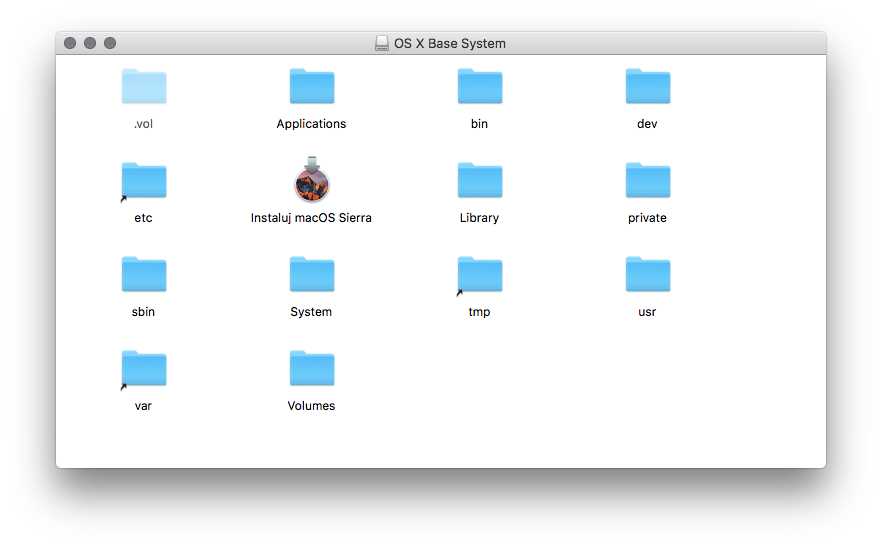 OS X Base System
.vol
Applications
bin
dev
etc
Instaluj macOS Sierra
Library
private
sbin
System
tmp
usr
var
Volumes